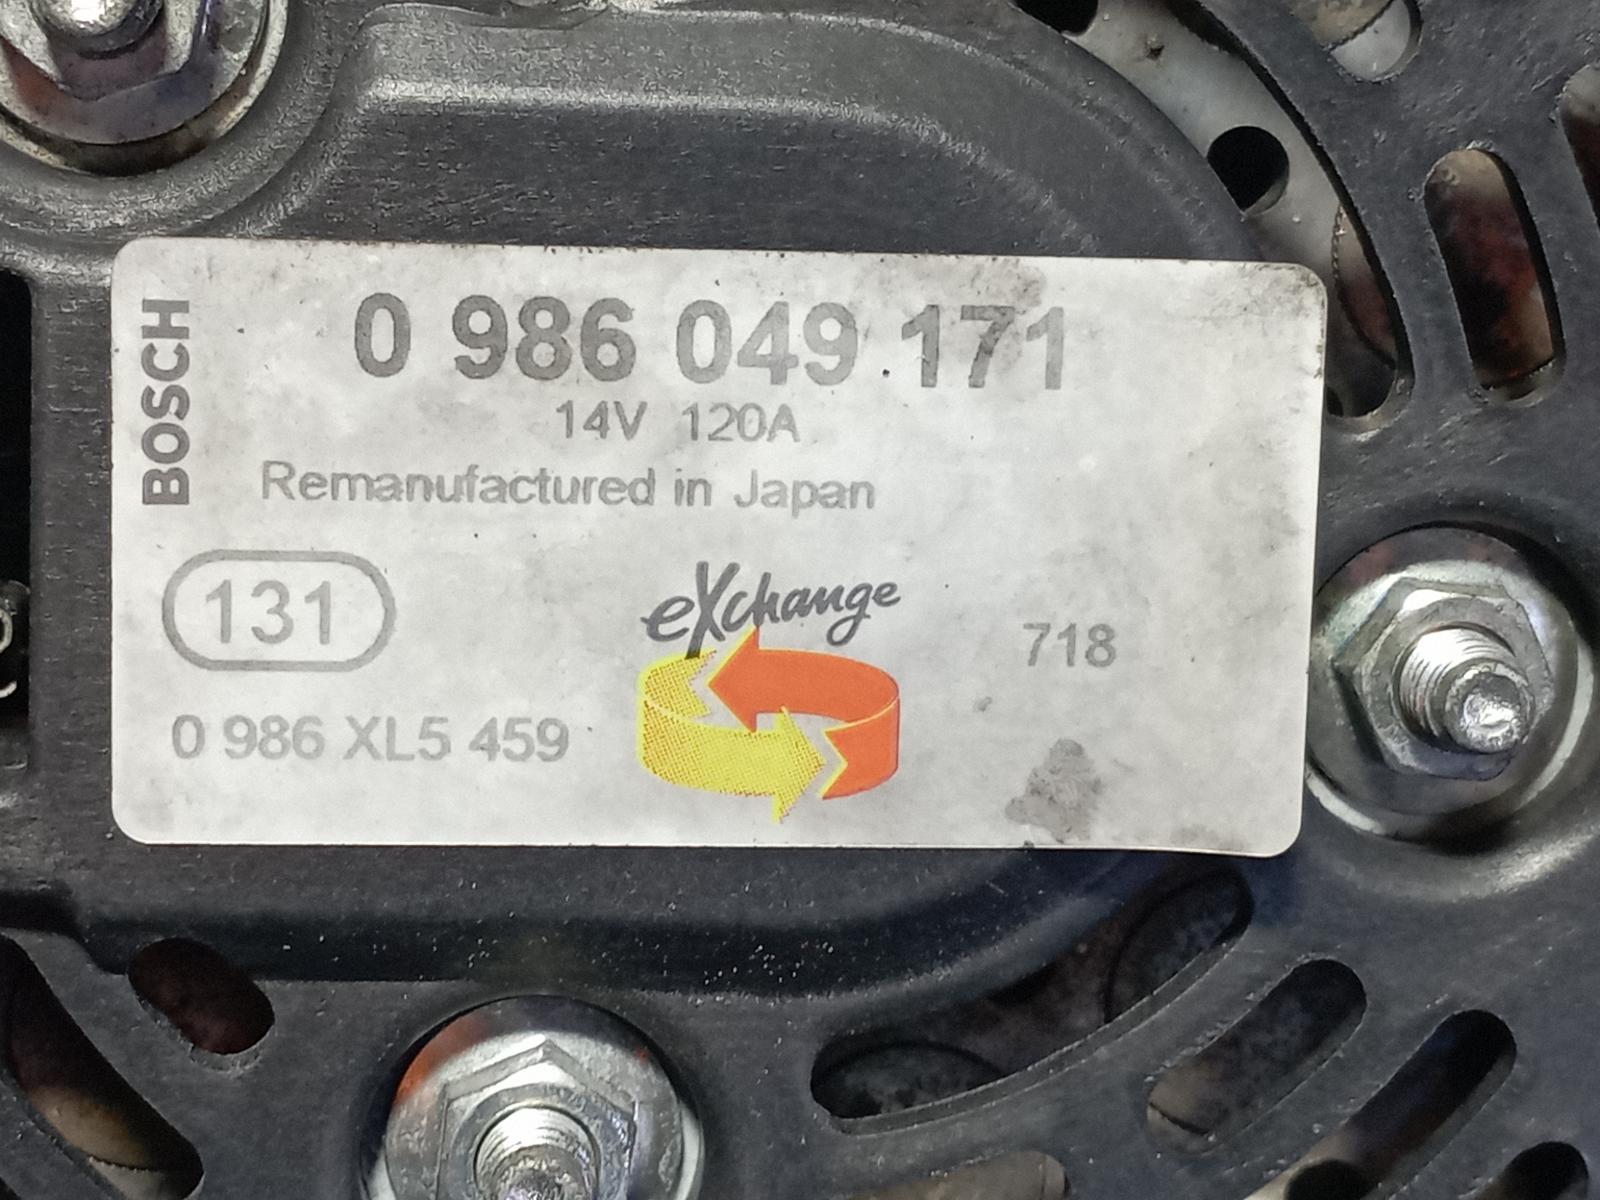 BOSCH
0 986 049 171
14V 120A
Remanufactured in Japan
131
eXchange
718
0 986 XL5 459